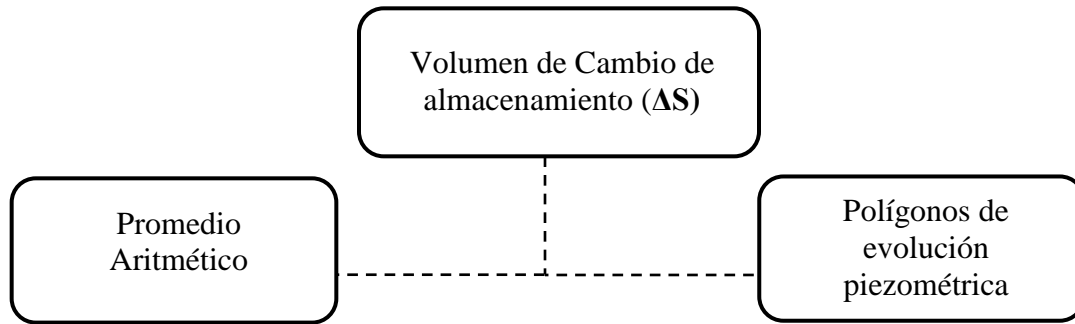 Volumen de Cambio de
almacenamiento (ΔS)
Promedio
Aritmético
Polígonos de
evolución
piezométrica